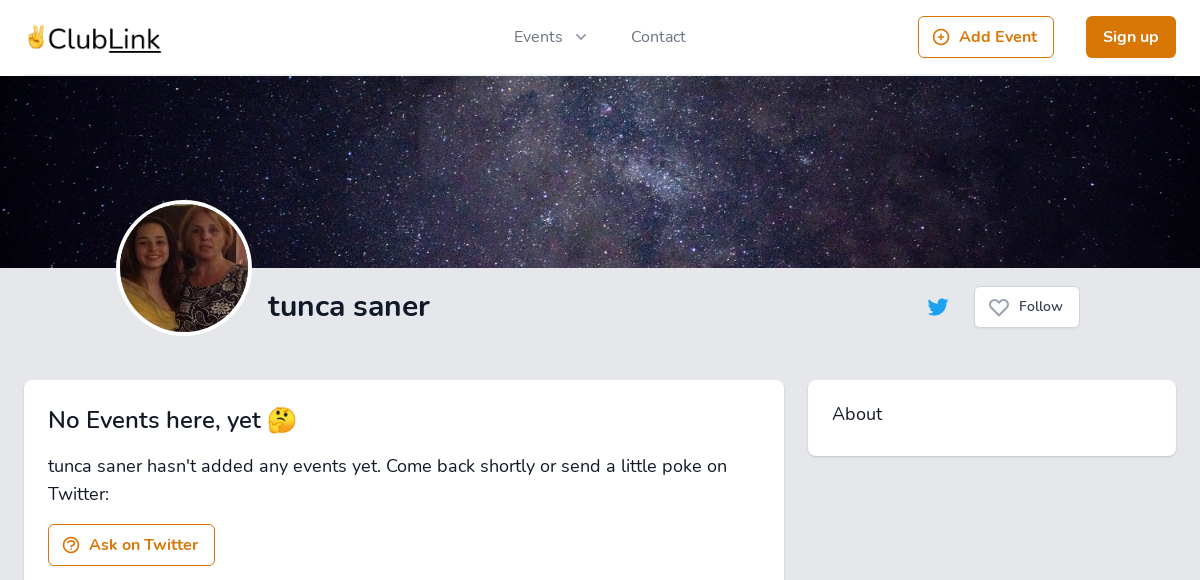 ✌️ClubLink
Events
Contact
Add Event
Sign up
tunca saner
Follow
No Events here, yet 🤔
tunca saner hasn't added any events yet. Come back shortly or send a little poke on
Twitter:
Ask on Twitter
About